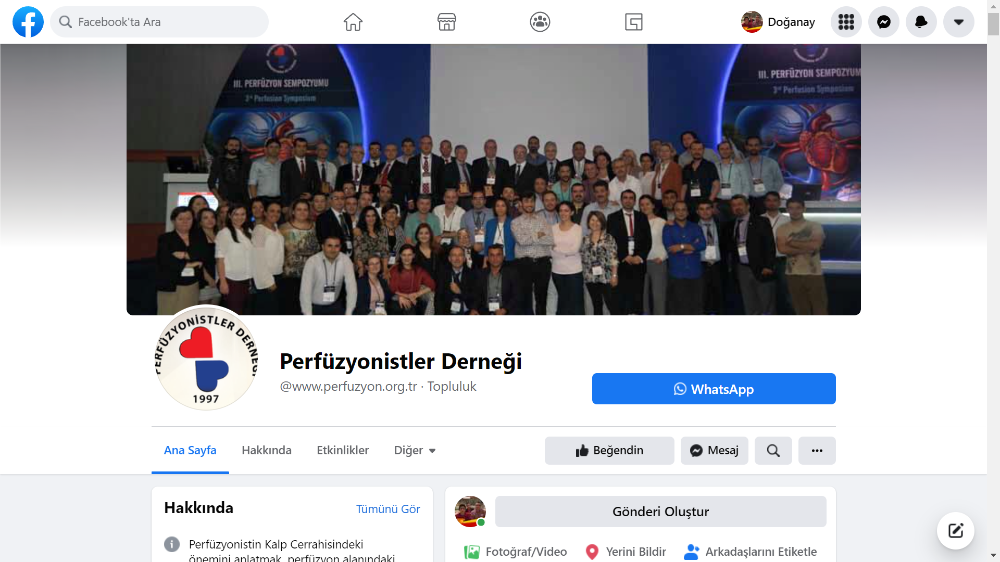 Facebook'ta Ara
Doğanay
III. PERFÜZYON SEMPOZYUMU
3rd Perfusion Symposium
III. PERFÜZYON SEMPOZYUM
3rd Perfusion Symposium
PERFÜZYONİSTLER DERNEĞİ
1997
Perfüzyonistler Derneği
@www.perfuzyon.org.tr · Topluluk
WhatsApp
Ana Sayfa
Hakkında
Etkinlikler
Diğer
Beğendin
Mesaj
Hakkında
Tümünü Gör
Perfüzyonistin Kalp Cerrahisindeki
önemini anlatmak, perfüzyon alanındaki
Gönderi Oluştur
Fotoğraf/Video
Yerini Bildir
Arkadaşlarını Etiketle